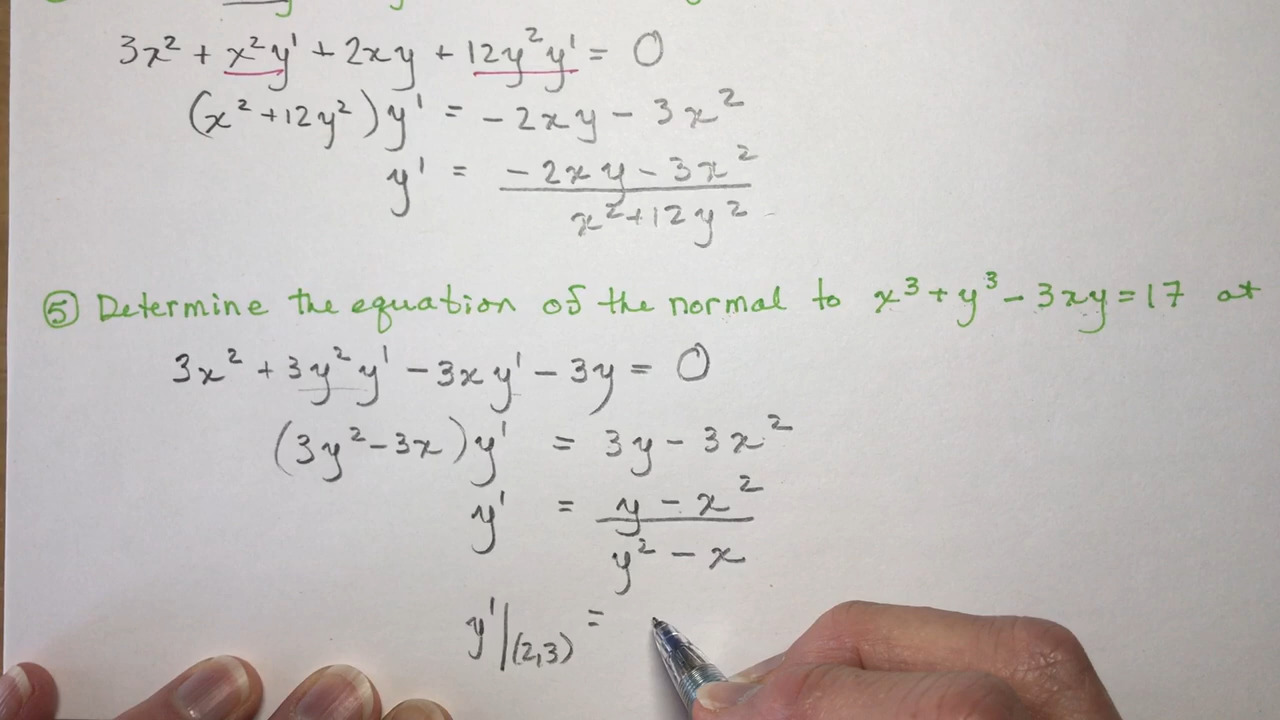 3x² + x²y' + 2xy + 12y²y' = 0
(x² + 12y²)y' = -2xy - 3x²
y' = (-2xy - 3x²)/(x² + 12y²)
⑤ Determine the equation of the normal to x³ + y³ - 3xy = 17 at
3x² + 3y²y' - 3xy' - 3y = 0
(3y² - 3x)y' = 3y - 3x²
y' = (y - x²)/(y² - x)
y'|(2,3) =